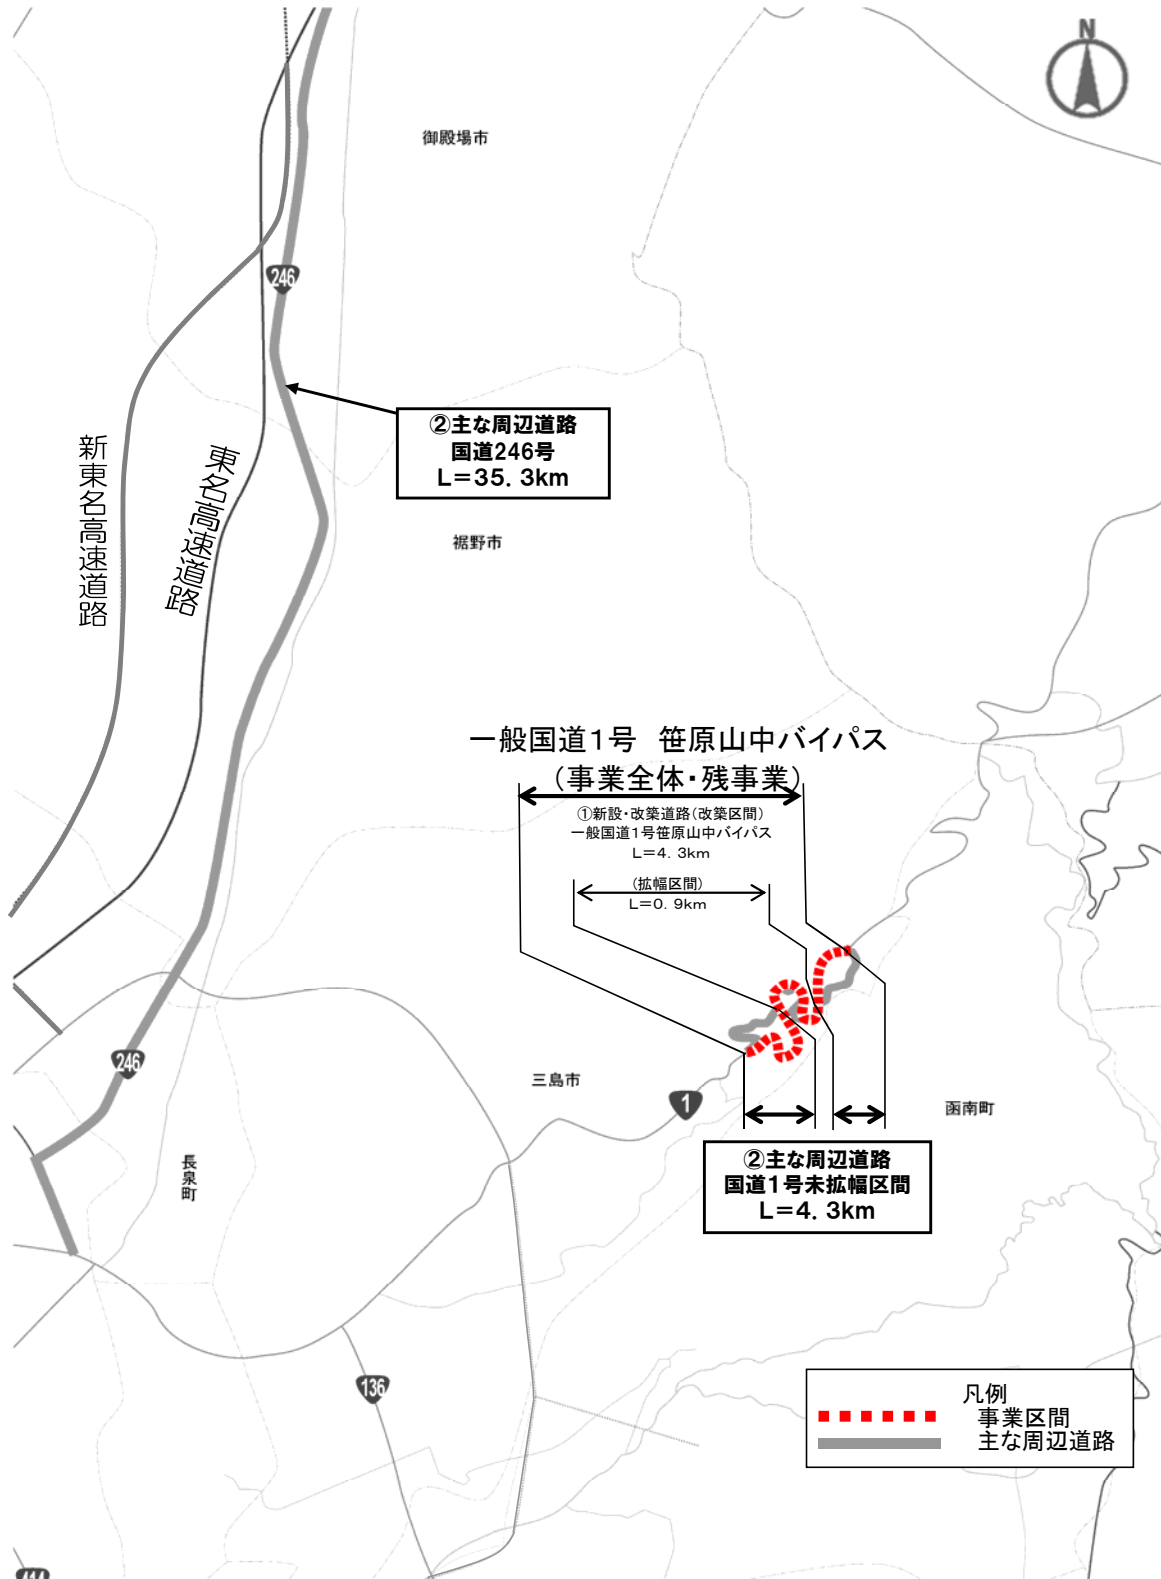 N
御殿場市
246
②主な周辺道路
国道246号
L=35. 3km
新東名高速道路
東名高速道路
裾野市
一般国道1号　笹原山中バイパス
(事業全体・残事業)
①新設・改築道路(改築区間)
一般国道1号笹原山中バイパス
L=4. 3km
(拡幅区間)
L=0. 9km
246
三島市
1
函南町
②主な周辺道路
国道1号未拡幅区間
L=4. 3km
長泉町
136
凡例
事業区間
主な周辺道路
414